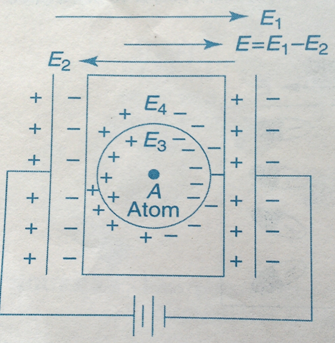 E₁
E=E₁–E₂
E₂
E₄
E₃
A
Atom